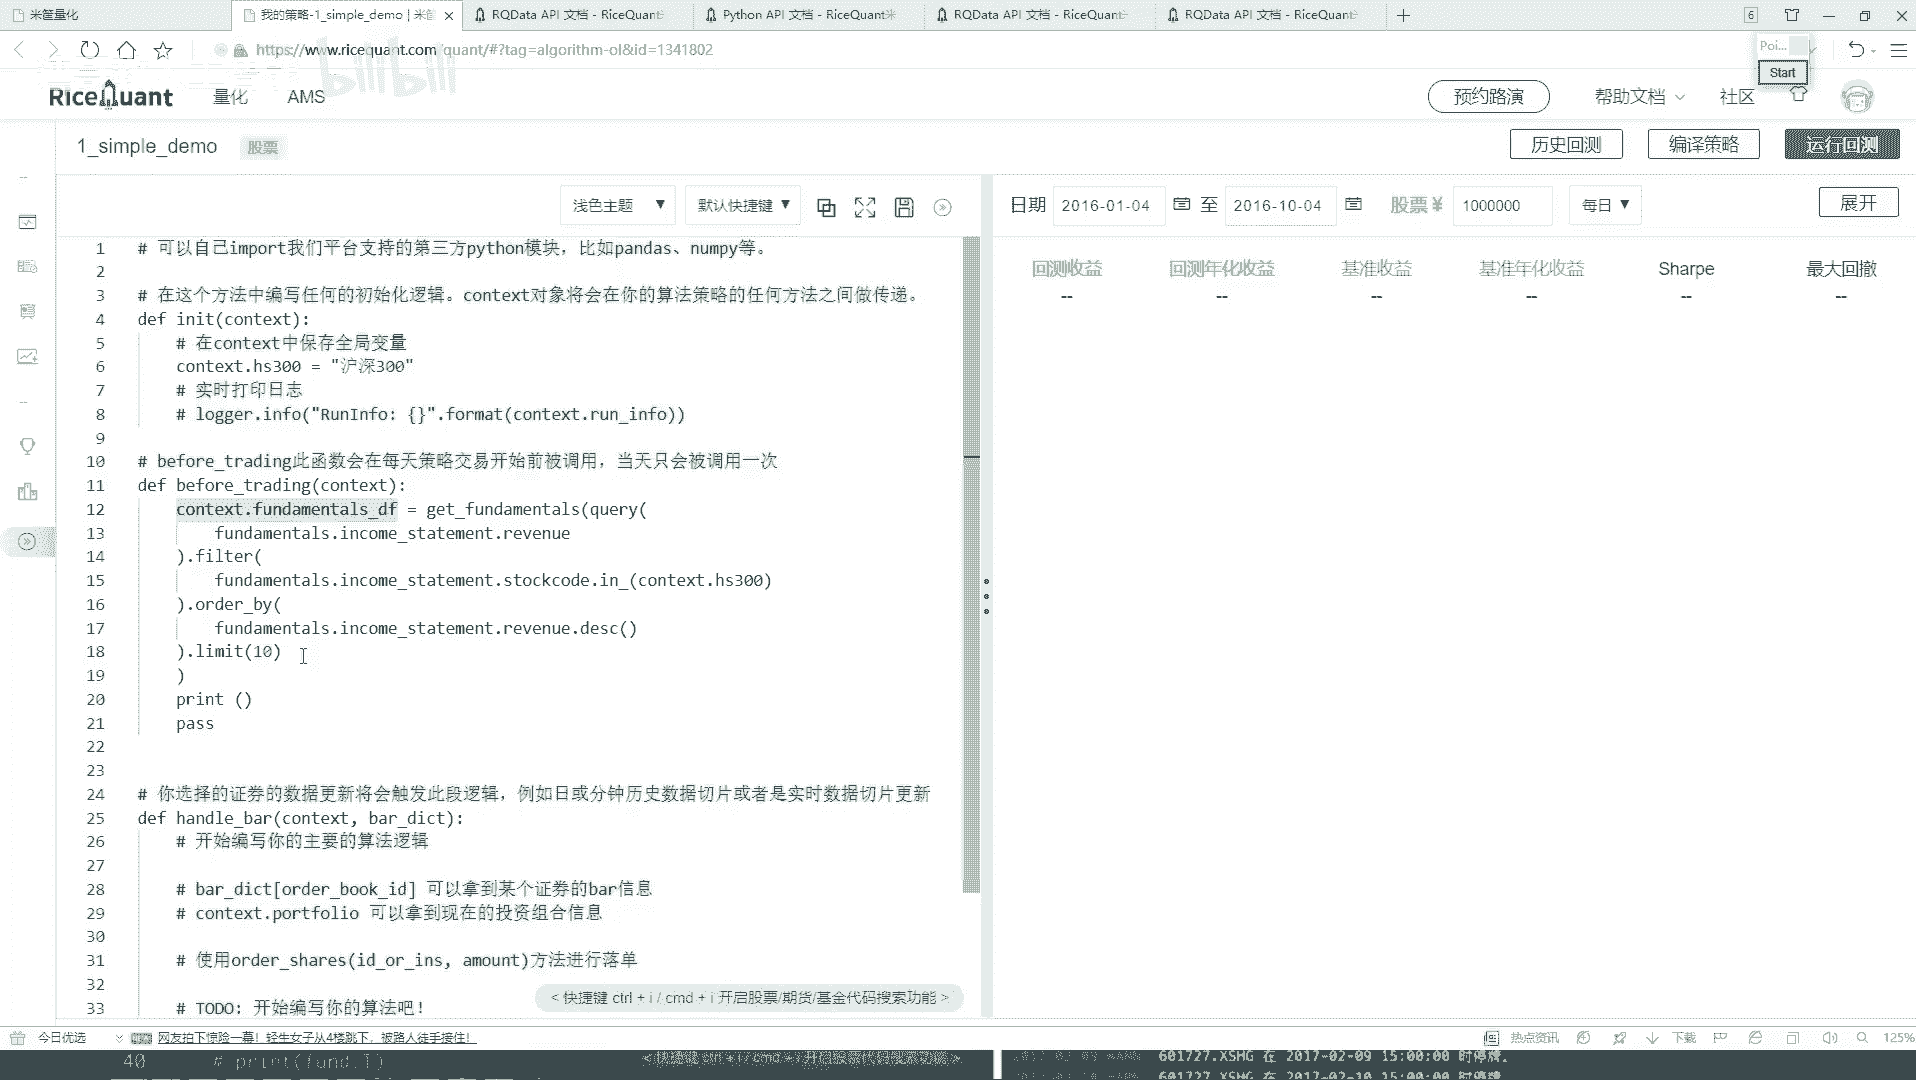 米筐量化
我的策略-1_simple_demo | 米筐
RQData API 文档 - RiceQuant
Python API 文档 - RiceQuant米
RQData API 文档 - RiceQuant
RQData API 文档 - RiceQuant
6
https://www.ricequant.com/quant/#?tag=algorithm-ol&id=1341802
Poi...
Start
bilibili
RiceQuant
量化
AMS
预约路演
帮助文档
社区
1_simple_demo
股票
历史回测
编译策略
运行回测
浅色主题
默认快捷键
日期 2016-01-04 至 2016-10-04 股票 ¥ 1000000 每日
展开
回测收益 回测年化收益 基准收益 基准年化收益 Sharpe 最大回撤
-- -- -- -- -- --
1 # 可以自己import我们平台支持的第三方python模块，比如pandas、numpy等。
2
3 # 在这个方法中编写任何的初始化逻辑。context对象将会在你的算法策略的任何方法之间做传递。
4 def init(context):
5     # 在context中保存全局变量
6     context.hs300 = "沪深300"
7     # 实时打印日志
8     # logger.info("RunInfo: {}".format(context.run_info))
9
10 # before_trading此函数会在每天策略交易开始前被调用，当天只会被调用一次
11 def before_trading(context):
12     context.fundamentals_df = get_fundamentals(query(
13         fundamentals.income_statement.revenue
14     ).filter(
15         fundamentals.income_statement.stockcode.in_(context.hs300)
16     ).order_by(
17         fundamentals.income_statement.revenue.desc()
18     ).limit(10)
19     )
20     print ()
21     pass
22
23
24 # 你选择的证券的数据更新将会触发此段逻辑，例如日或分钟历史数据切片或者是实时数据切片更新
25 def handle_bar(context, bar_dict):
26     # 开始编写你的主要的算法逻辑
27
28     # bar_dict[order_book_id] 可以拿到某个证券的bar信息
29     # context.portfolio 可以拿到现在的投资组合信息
30
31     # 使用order_shares(id_or_ins, amount)方法进行落单
32
33     # TODO: 开始编写你的算法吧！
< 快捷键 ctrl + i / cmd + i 开启股票/期货/基金代码搜索功能 >
今日优选
网友拍下惊险一幕！轻生女子从4楼跳下，被路人徒手接住！
热点资讯
下载
125%
40 # print(fund.T)
601727.XSHG 在 2017-02-09 15:00:00 时停牌。
601727.XSHG 在 2017-02-10 15:00:00 时停牌。